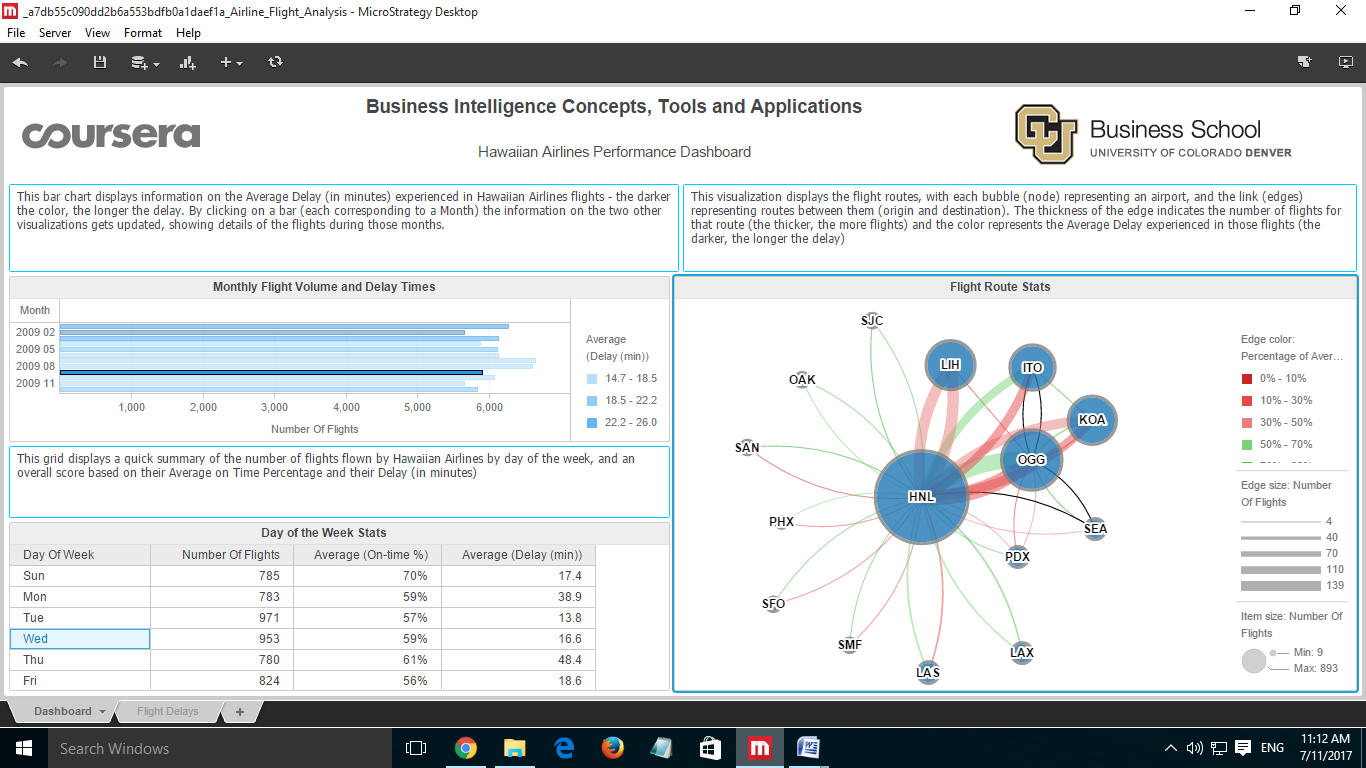 _a7db55c090dd2b6a553bdfb0a1daef1a_Airline_Flight_Analysis - MicroStrategy Desktop
File Server View Format Help
coursera
Business Intelligence Concepts, Tools and Applications
Hawaiian Airlines Performance Dashboard
Business School
UNIVERSITY OF COLORADO DENVER
This bar chart displays information on the Average Delay (in minutes) experienced in Hawaiian Airlines flights - the darker
the color, the longer the delay. By clicking on a bar (each corresponding to a Month) the information on the two other
visualizations gets updated, showing details of the flights during those months.
This visualization displays the flight routes, with each bubble (node) representing an airport, and the link (edges)
representing routes between them (origin and destination). The thickness of the edge indicates the number of flights for
that route (the thicker, the more flights) and the color represents the Average Delay experienced in those flights (the
darker, the longer the delay)
Monthly Flight Volume and Delay Times
Month
2009 02
2009 05
2009 08
2009 11
1,000 2,000 3,000 4,000 5,000 6,000
Number Of Flights
Average
(Delay (min))
14.7 - 18.5
18.5 - 22.2
22.2 - 26.0
This grid displays a quick summary of the number of flights flown by Hawaiian Airlines by day of the week, and an
overall score based on their Average on Time Percentage and their Delay (in minutes)
Day of the Week Stats
Day Of Week Number Of Flights Average (On-time %) Average (Delay (min))
Sun 785 70% 17.4
Mon 783 59% 38.9
Tue 971 57% 13.8
Wed 953 59% 16.6
Thu 780 61% 48.4
Fri 824 56% 18.6
Flight Route Stats
SJC
LIH
ITO
OAK
KOA
SAN
OGG
HNL
PHX
SEA
PDX
SFO
SMF
LAX
LAS
Edge color:
Percentage of Aver...
0% - 10%
10% - 30%
30% - 50%
50% - 70%
Edge size: Number
Of Flights
4
40
70
110
139
Item size: Number Of
Flights
Min: 9
Max: 893
Dashboard Flight Delays +
Search Windows
ENG
11:12 AM
7/11/2017